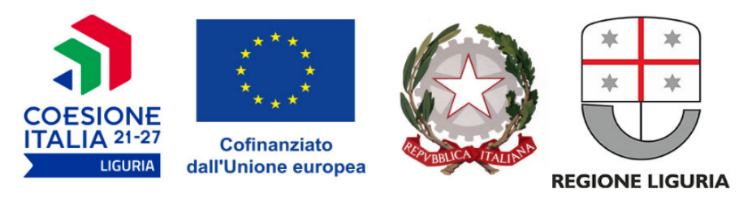 COESIONE
ITALIA 21-27
LIGURIA
Cofinanziato
dall'Unione europea
REPVBBLICA ITALIANA
REGIONE LIGURIA